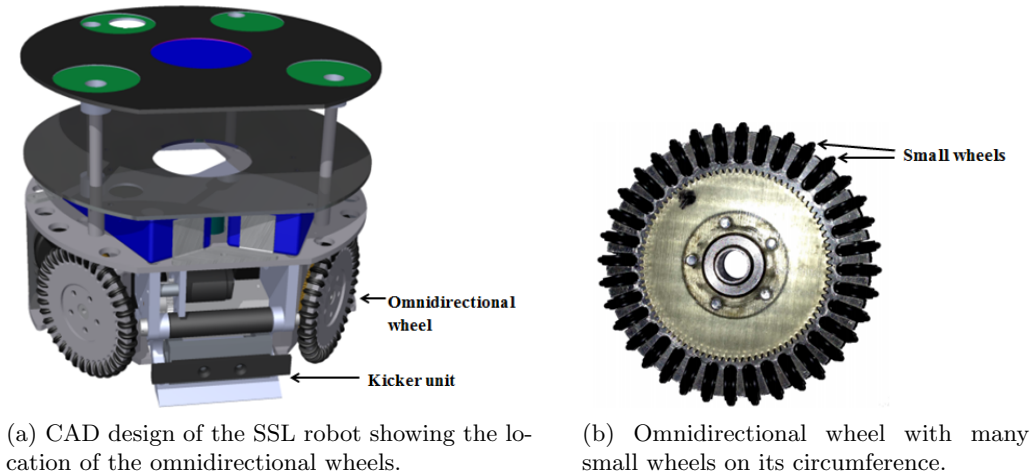 Small wheels
Omnidirectional
wheel
Kicker unit
(a) CAD design of the SSL robot showing the lo-
cation of the omnidirectional wheels.
(b) Omnidirectional wheel with many
small wheels on its circumference.